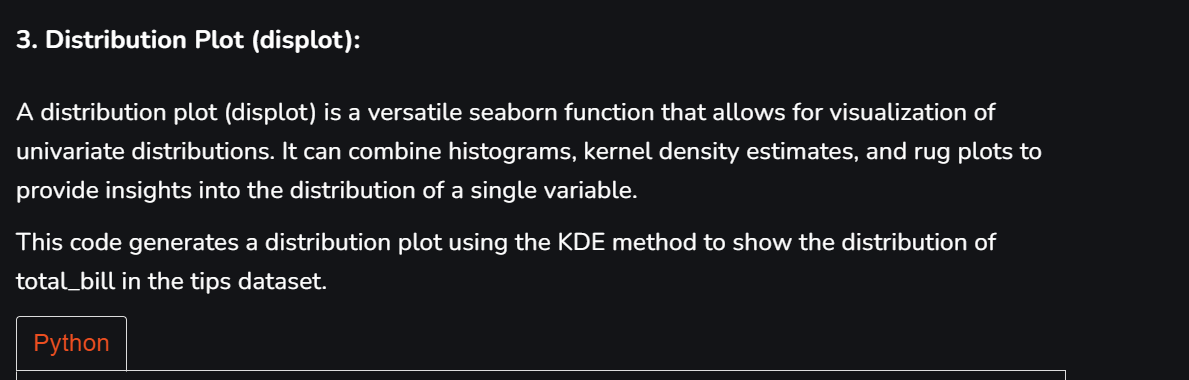 3. Distribution Plot (displot):
A distribution plot (displot) is a versatile seaborn function that allows for visualization of
univariate distributions. It can combine histograms, kernel density estimates, and rug plots to
provide insights into the distribution of a single variable.
This code generates a distribution plot using the KDE method to show the distribution of
total_bill in the tips dataset.
Python